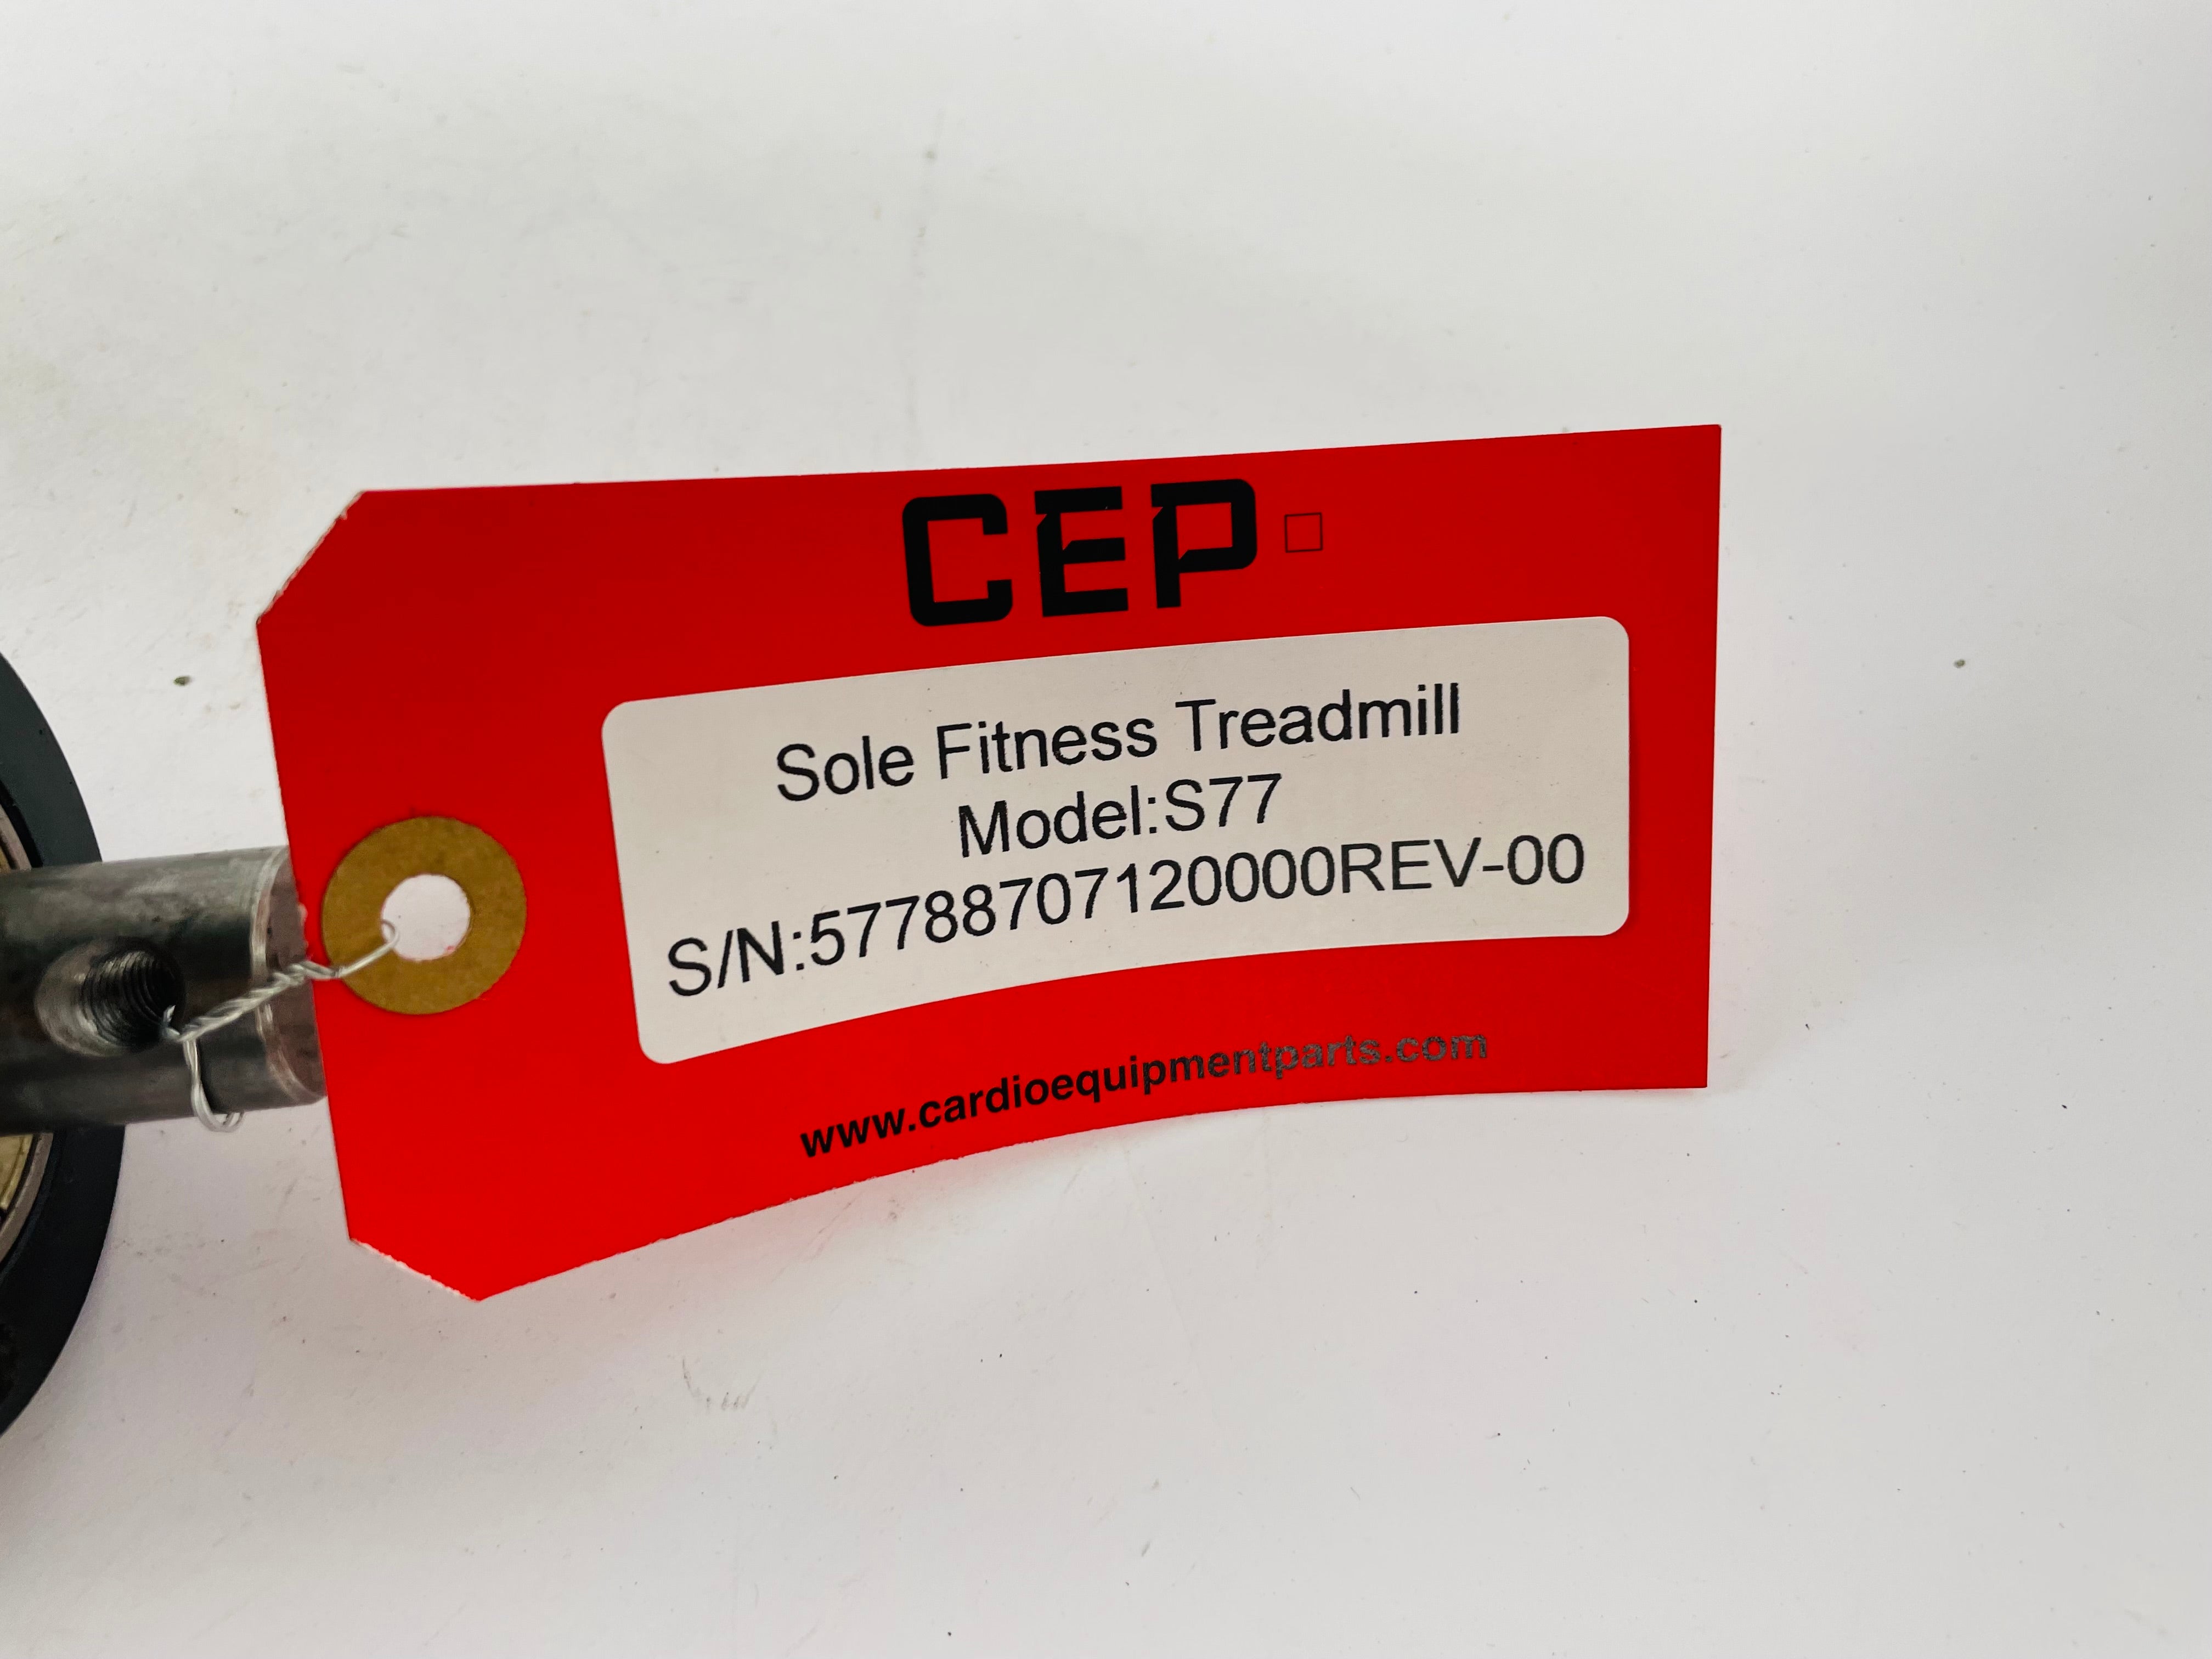 CEP
Sole Fitness Treadmill
Model:S77
S/N:57788707120000REV-00
www.cardioequipmentparts.com